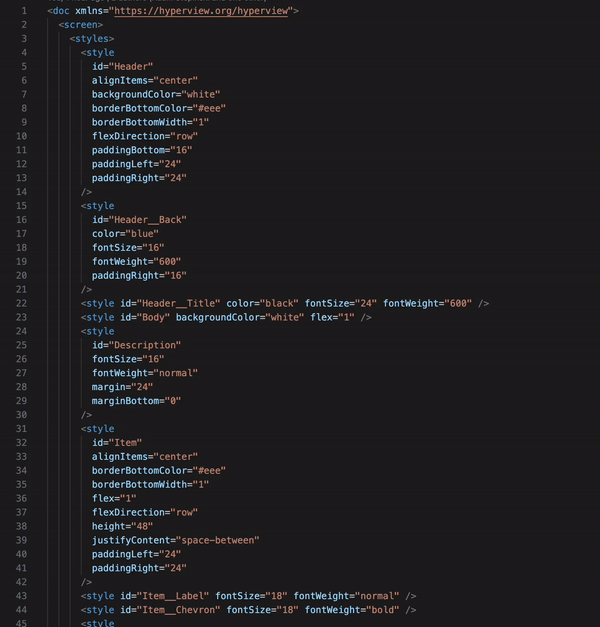 1 <doc xmlns="https://hyperview.org/hyperview">
2 <screen>
3 <styles>
4 <style
5 id="Header"
6 alignItems="center"
7 backgroundColor="white"
8 borderBottomColor="#eee"
9 borderBottomWidth="1"
10 flexDirection="row"
11 paddingBottom="16"
12 paddingLeft="24"
13 paddingRight="24"
14 />
15 <style
16 id="Header__Back"
17 color="blue"
18 fontSize="16"
19 fontWeight="600"
20 paddingRight="16"
21 />
22 <style id="Header__Title" color="black" fontSize="24" fontWeight="600" />
23 <style id="Body" backgroundColor="white" flex="1" />
24 <style
25 id="Description"
26 fontSize="16"
27 fontWeight="normal"
28 margin="24"
29 marginBottom="0"
30 />
31 <style
32 id="Item"
33 alignItems="center"
34 borderBottomColor="#eee"
35 borderBottomWidth="1"
36 flex="1"
37 flexDirection="row"
38 height="48"
39 justifyContent="space-between"
40 paddingLeft="24"
41 paddingRight="24"
42 />
43 <style id="Item__Label" fontSize="18" fontWeight="normal" />
44 <style id="Item__Chevron" fontSize="18" fontWeight="bold" />
45 <style